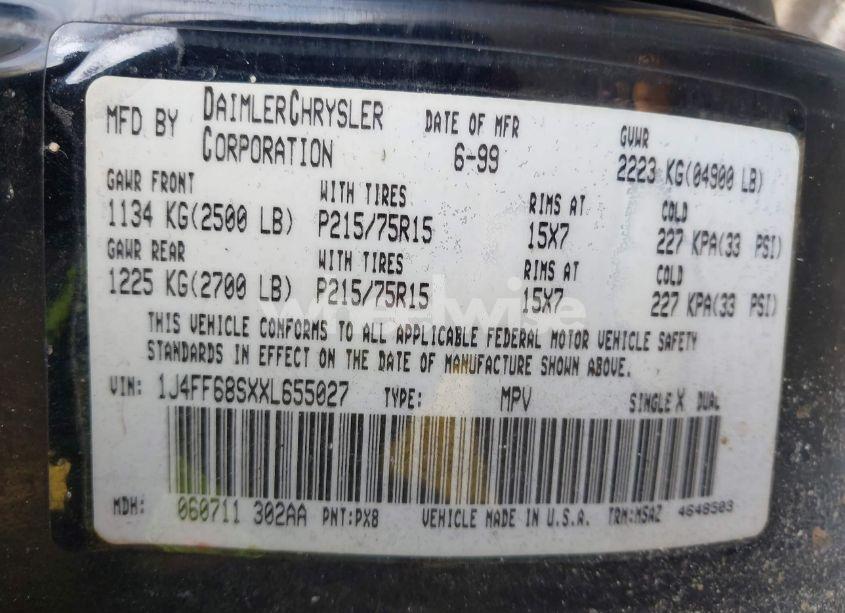 MFD BY DAIMLERCHRYSLER CORPORATION DATE OF MFR 6-99 GVWR 2223 KG(04900 LB)
GAWR FRONT WITH TIRES RIMS AT COLD
1134 KG(2500 LB) P215/75R15 15X7 227 KPA(33 PSI)
GAWR REAR WITH TIRES RIMS AT COLD
1225 KG(2700 LB) P215/75R15 15X7 227 KPA(33 PSI)
THIS VEHICLE CONFORMS TO ALL APPLICABLE FEDERAL MOTOR VEHICLE SAFETY
STANDARDS IN EFFECT ON THE DATE OF MANUFACTURE SHOWN ABOVE.
VIN: 1J4FF68SXXL655027 TYPE: MPV SINGLE X DUAL
MDH: 060711 302AA PNT:PX8 VEHICLE MADE IN U.S.A. TRM:MSAZ 4648503
wheelwise